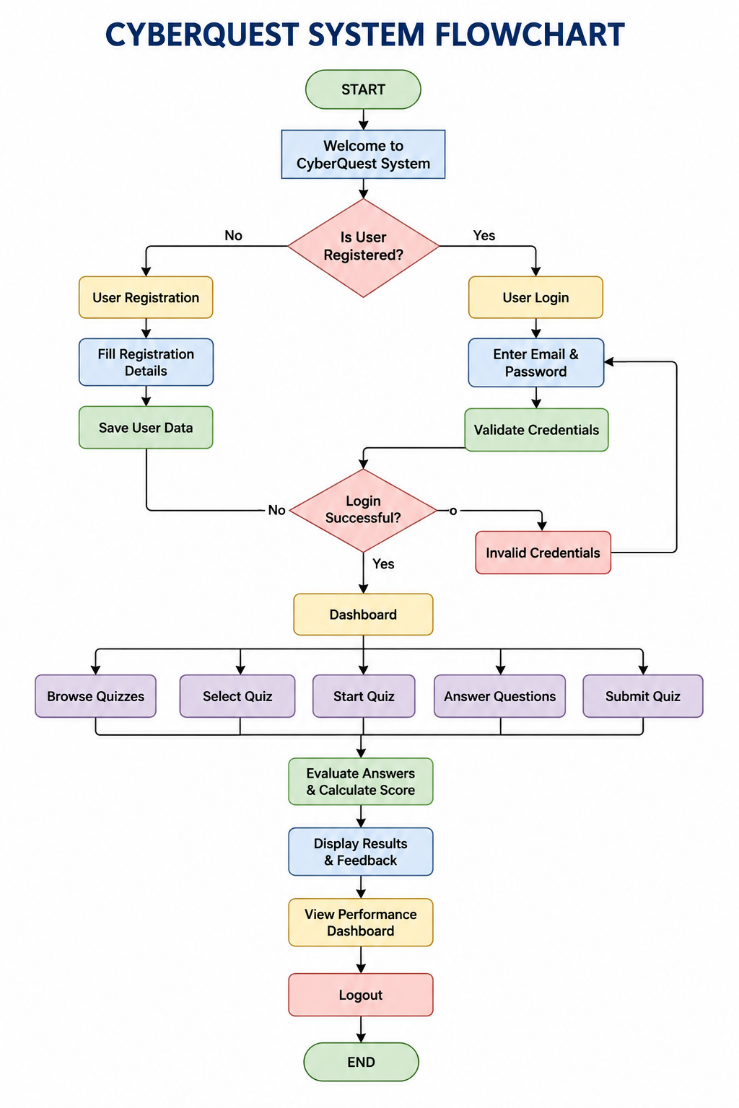 CYBERQUEST SYSTEM FLOWCHART
START
Welcome to
CyberQuest System
Is User
Registered?
No
Yes
User Registration
User Login
Fill Registration
Details
Enter Email &
Password
Save User Data
Validate Credentials
Login
Successful?
No
o
Invalid Credentials
Yes
Dashboard
Browse Quizzes
Select Quiz
Start Quiz
Answer Questions
Submit Quiz
Evaluate Answers
& Calculate Score
Display Results
& Feedback
View Performance
Dashboard
Logout
END